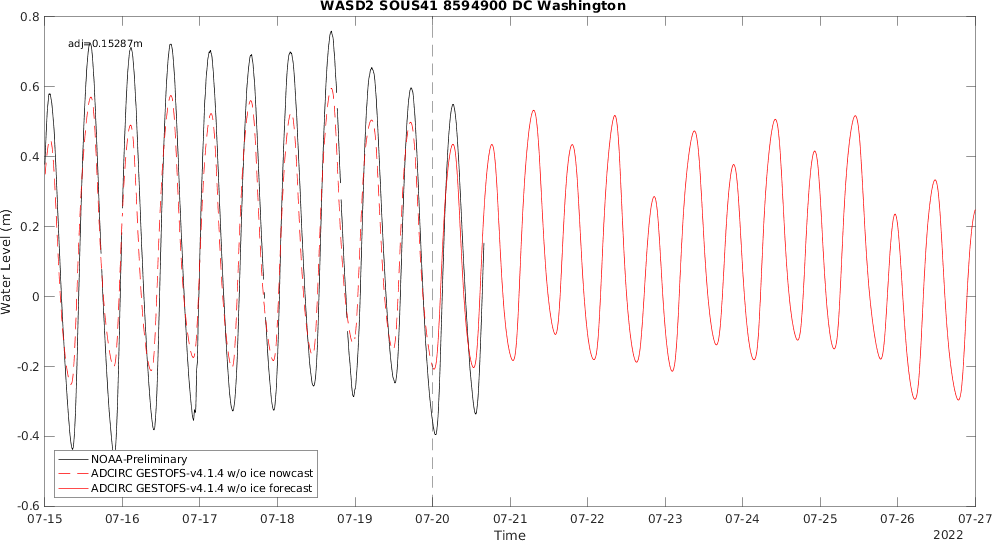 WASD2 SOUS41 8594900 DC Washington
adj=0.15287m
0.8
0.6
0.4
0.2
0
-0.2
-0.4
-0.6
Water Level (m)
NOAA-Preliminary
ADCIRC GESTOFS-v4.1.4 w/o ice nowcast
ADCIRC GESTOFS-v4.1.4 w/o ice forecast
07-15 07-16 07-17 07-18 07-19 07-20 07-21 07-22 07-23 07-24 07-25 07-26 07-27
Time
2022